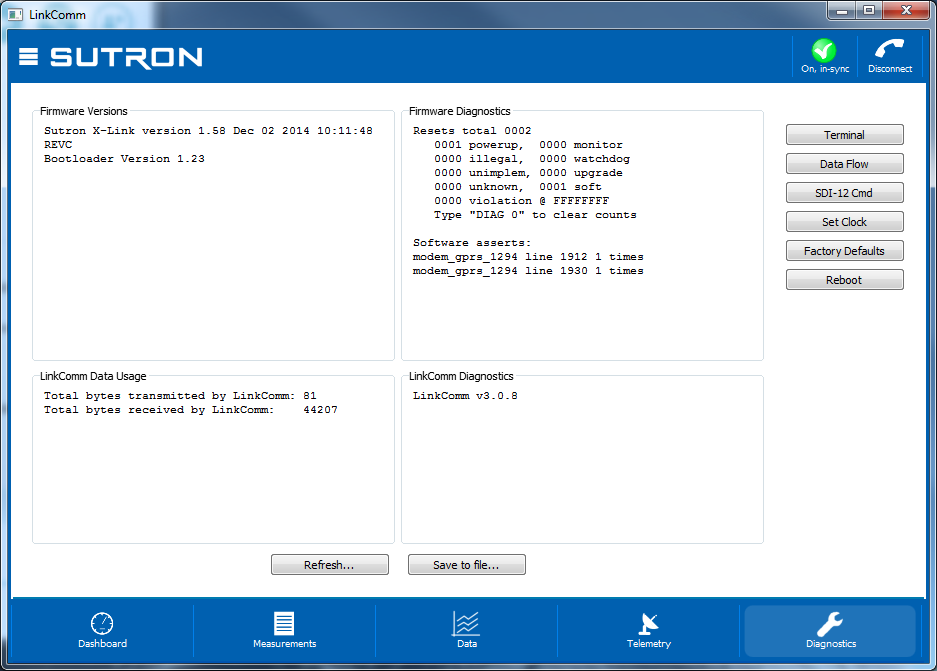 LinkComm
SUTRON
On, in-sync
Disconnect
Firmware Versions
Sutron X-Link version 1.58 Dec 02 2014 10:11:48
REVC
Bootloader Version 1.23
Firmware Diagnostics
Resets total 0002
0001 powerup, 0000 monitor
0000 illegal, 0000 watchdog
0000 unimplem, 0000 upgrade
0000 unknown, 0001 soft
0000 violation @ FFFFFFFF
Type "DIAG 0" to clear counts
Software asserts:
modem_gprs_1294 line 1912 1 times
modem_gprs_1294 line 1930 1 times
Terminal
Data Flow
SDI-12 Cmd
Set Clock
Factory Defaults
Reboot
LinkComm Data Usage
Total bytes transmitted by LinkComm: 81
Total bytes received by LinkComm: 44207
LinkComm Diagnostics
LinkComm v3.0.8
Refresh...
Save to file...
Dashboard
Measurements
Data
Telemetry
Diagnostics